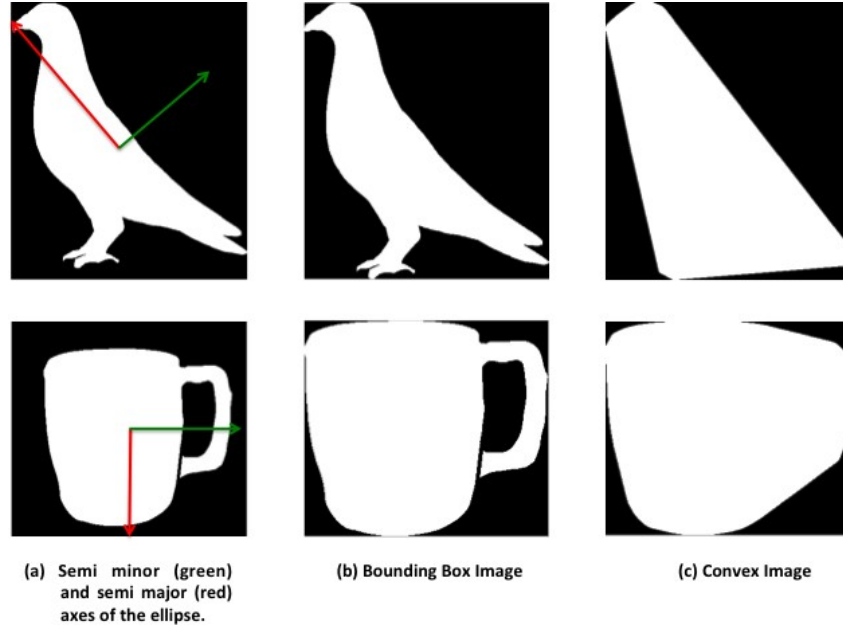 (a) Semi minor (green)
and semi major (red)
axes of the ellipse.
(b) Bounding Box Image
(c) Convex Image